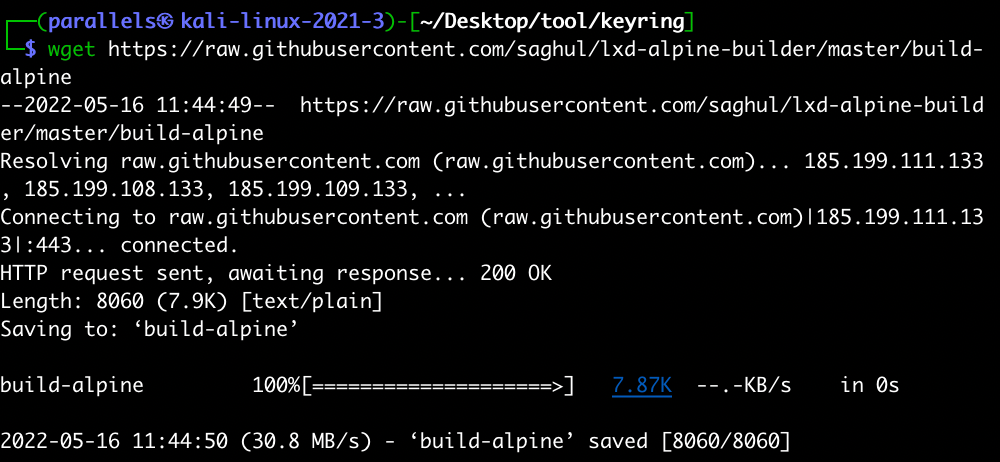 ┌──(parallels㉿kali-linux-2021-3)-[~/Desktop/tool/keyring]
└─$ wget https://raw.githubusercontent.com/saghul/lxd-alpine-builder/master/build-
alpine
--2022-05-16 11:44:49--  https://raw.githubusercontent.com/saghul/lxd-alpine-build
er/master/build-alpine
Resolving raw.githubusercontent.com (raw.githubusercontent.com)... 185.199.111.133
, 185.199.108.133, 185.199.109.133, ...
Connecting to raw.githubusercontent.com (raw.githubusercontent.com)|185.199.111.13
3|:443... connected.
HTTP request sent, awaiting response... 200 OK
Length: 8060 (7.9K) [text/plain]
Saving to: ‘build-alpine’
build-alpine         100%[====================>]   7.87K  --.-KB/s    in 0s
2022-05-16 11:44:50 (30.8 MB/s) - ‘build-alpine’ saved [8060/8060]